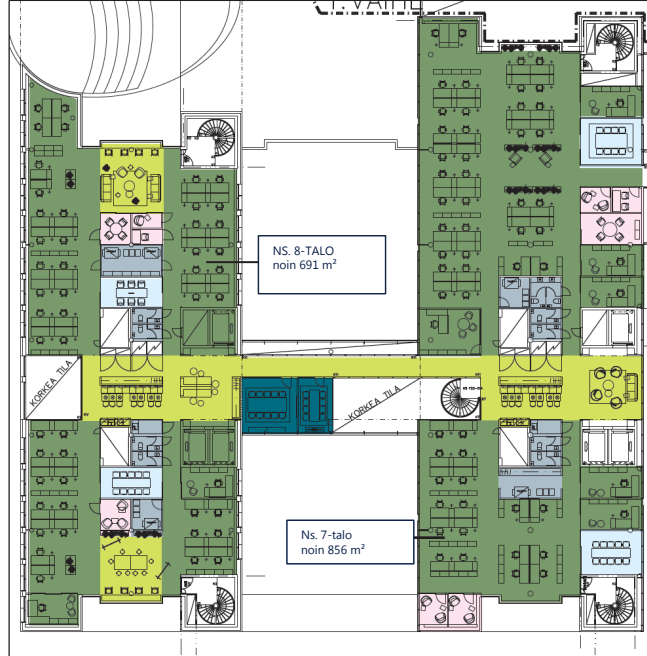 NS. 8-TALO
noin 691 m²
KORKEA TILA
KORKEA TILA
Ns. 7-talo
noin 856 m²